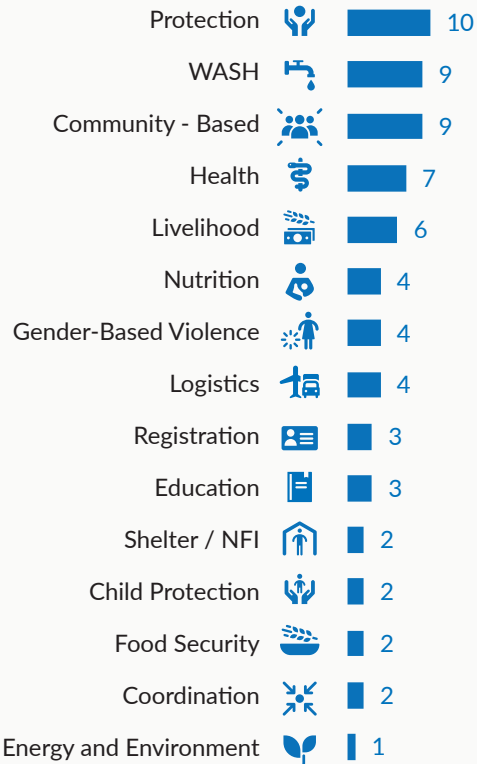 Protection 10
WASH 9
Community - Based 9
Health 7
Livelihood 6
Nutrition 4
Gender-Based Violence 4
Logistics 4
Registration 3
Education 3
Shelter / NFI 2
Child Protection 2
Food Security 2
Coordination 2
Energy and Environment 1